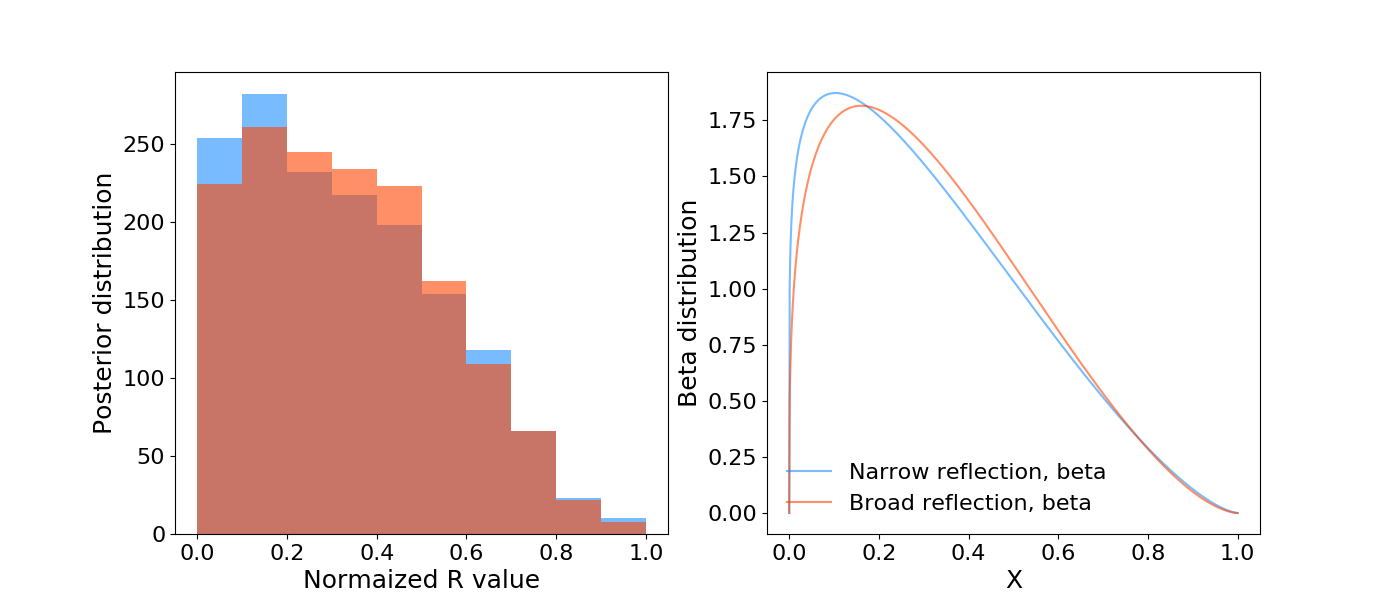 Posterior distribution
250
200
150
100
50
0
0.0 0.2 0.4 0.6 0.8 1.0
Normaized R value
Beta distribution
1.75
1.50
1.25
1.00
0.75
0.50
0.25
0.00
Narrow reflection, beta
Broad reflection, beta
0.0 0.2 0.4 0.6 0.8 1.0
X